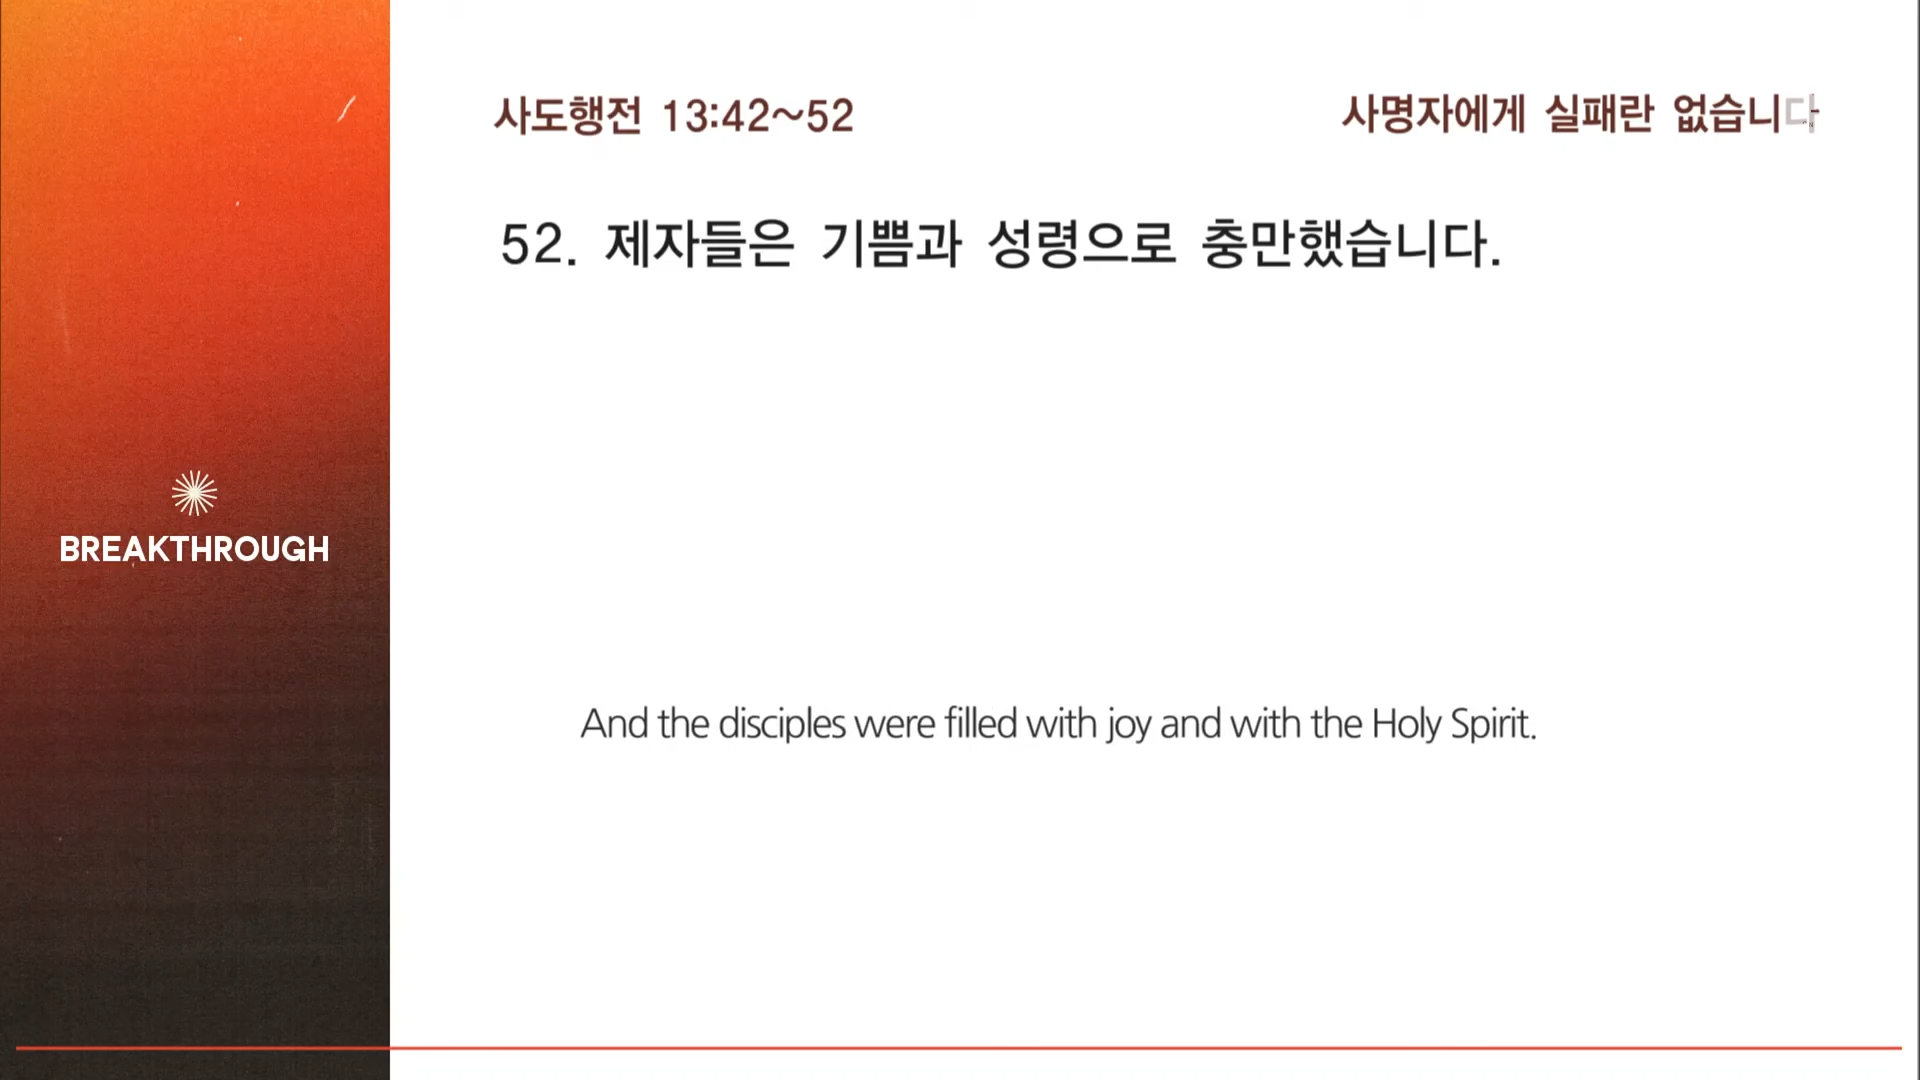 BREAKTHROUGH
사도행전 13:42~52
사명자에게 실패란 없습니다
52. 제자들은 기쁨과 성령으로 충만했습니다.
And the disciples were filled with joy and with the Holy Spirit.